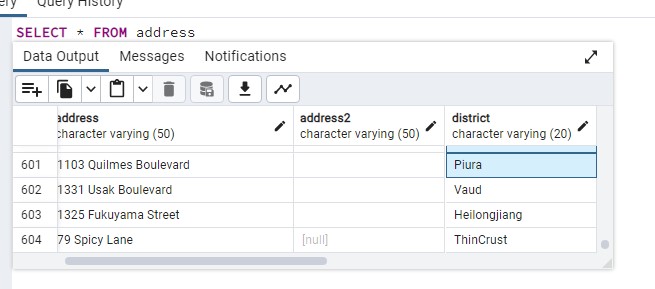 Query History
SELECT * FROM address
Data Output Messages Notifications
address address2 district
character varying (50) character varying (50) character varying (20)
601 1103 Quilmes Boulevard Piura
602 1331 Usak Boulevard Vaud
603 1325 Fukuyama Street Heilongjiang
604 79 Spicy Lane [null] ThinCrust